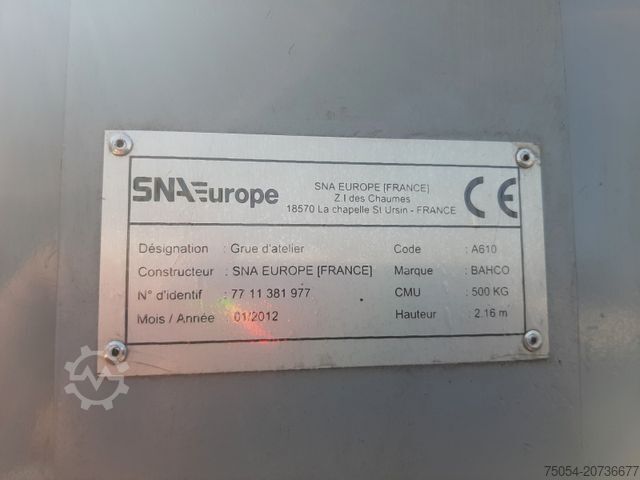 SNA Europe
SNA EUROPE [FRANCE]
Z.I des Chaumes
18570 La chapelle St Ursin - FRANCE
CE
Désignation : Grue d'atelier Code : A610
Constructeur : SNA EUROPE [FRANCE] Marque : BAHCO
N° d'identif : 77 11 381 977 CMU : 500 KG
Mois / Année : 01/2012 Hauteur : 2.16 m
75054-20736677